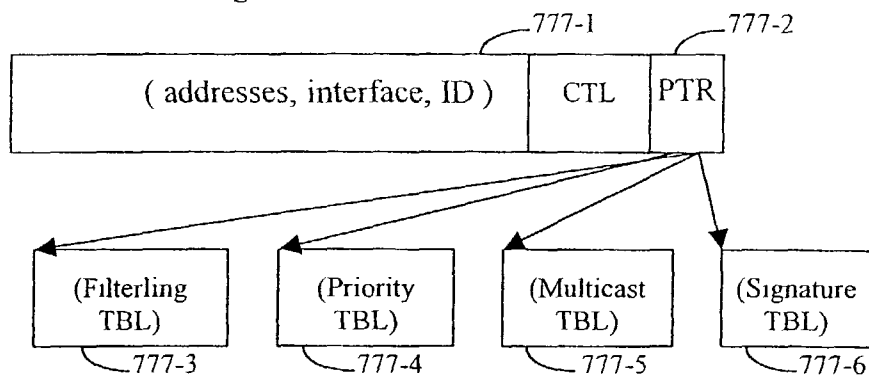 777-1
777-2
( addresses, interface, ID )
CTL
PTR
(Filterling
TBL)
(Priority
TBL)
(Multicast
TBL)
(Signature
TBL)
777-3
777-4
777-5
777-6